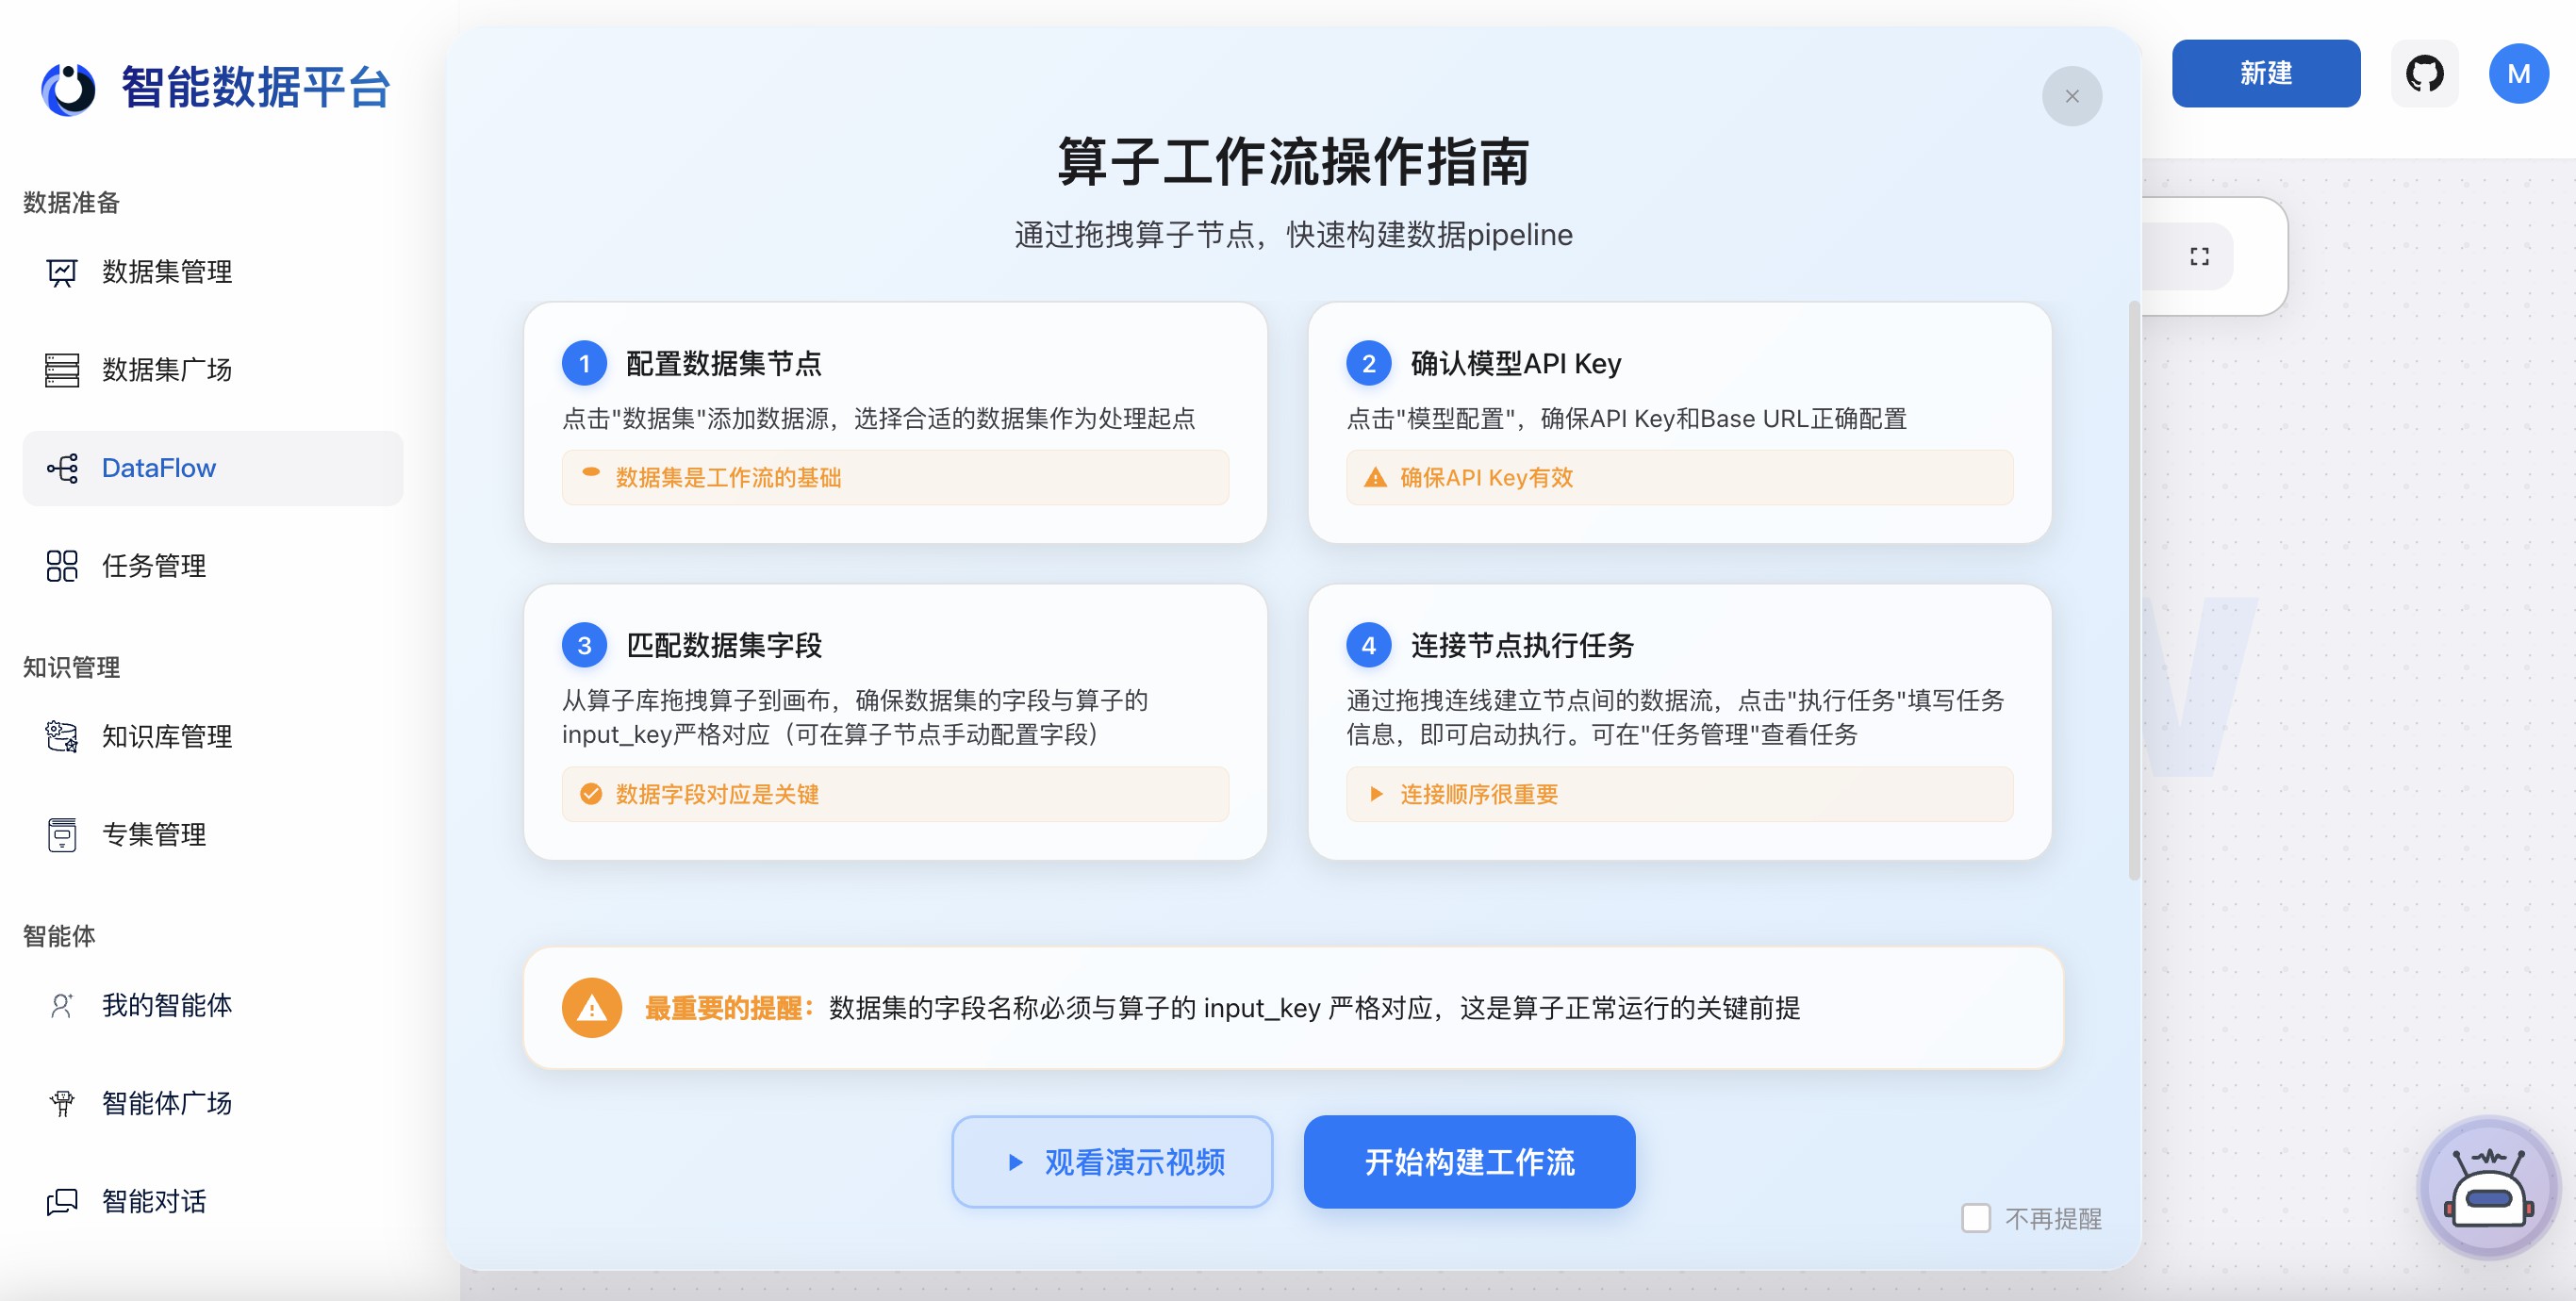 智能数据平台
新建
M
数据准备
数据集管理
数据集广场
DataFlow
任务管理
知识管理
知识库管理
专集管理
智能体
我的智能体
智能体广场
智能对话
算子工作流操作指南
通过拖拽算子节点，快速构建数据pipeline
1 配置数据集节点
点击"数据集"添加数据源，选择合适的数据集作为处理起点
数据集是工作流的基础
2 确认模型API Key
点击"模型配置"，确保API Key和Base URL正确配置
确保API Key有效
3 匹配数据集字段
从算子库拖拽算子到画布，确保数据集的字段与算子的
input_key严格对应（可在算子节点手动配置字段）
数据字段对应是关键
4 连接节点执行任务
通过拖拽连线建立节点间的数据流，点击"执行任务"填写任务
信息，即可启动执行。可在"任务管理"查看任务
连接顺序很重要
最重要的提醒：数据集的字段名称必须与算子的 input_key 严格对应，这是算子正常运行的关键前提
观看演示视频
开始构建工作流
不再提醒